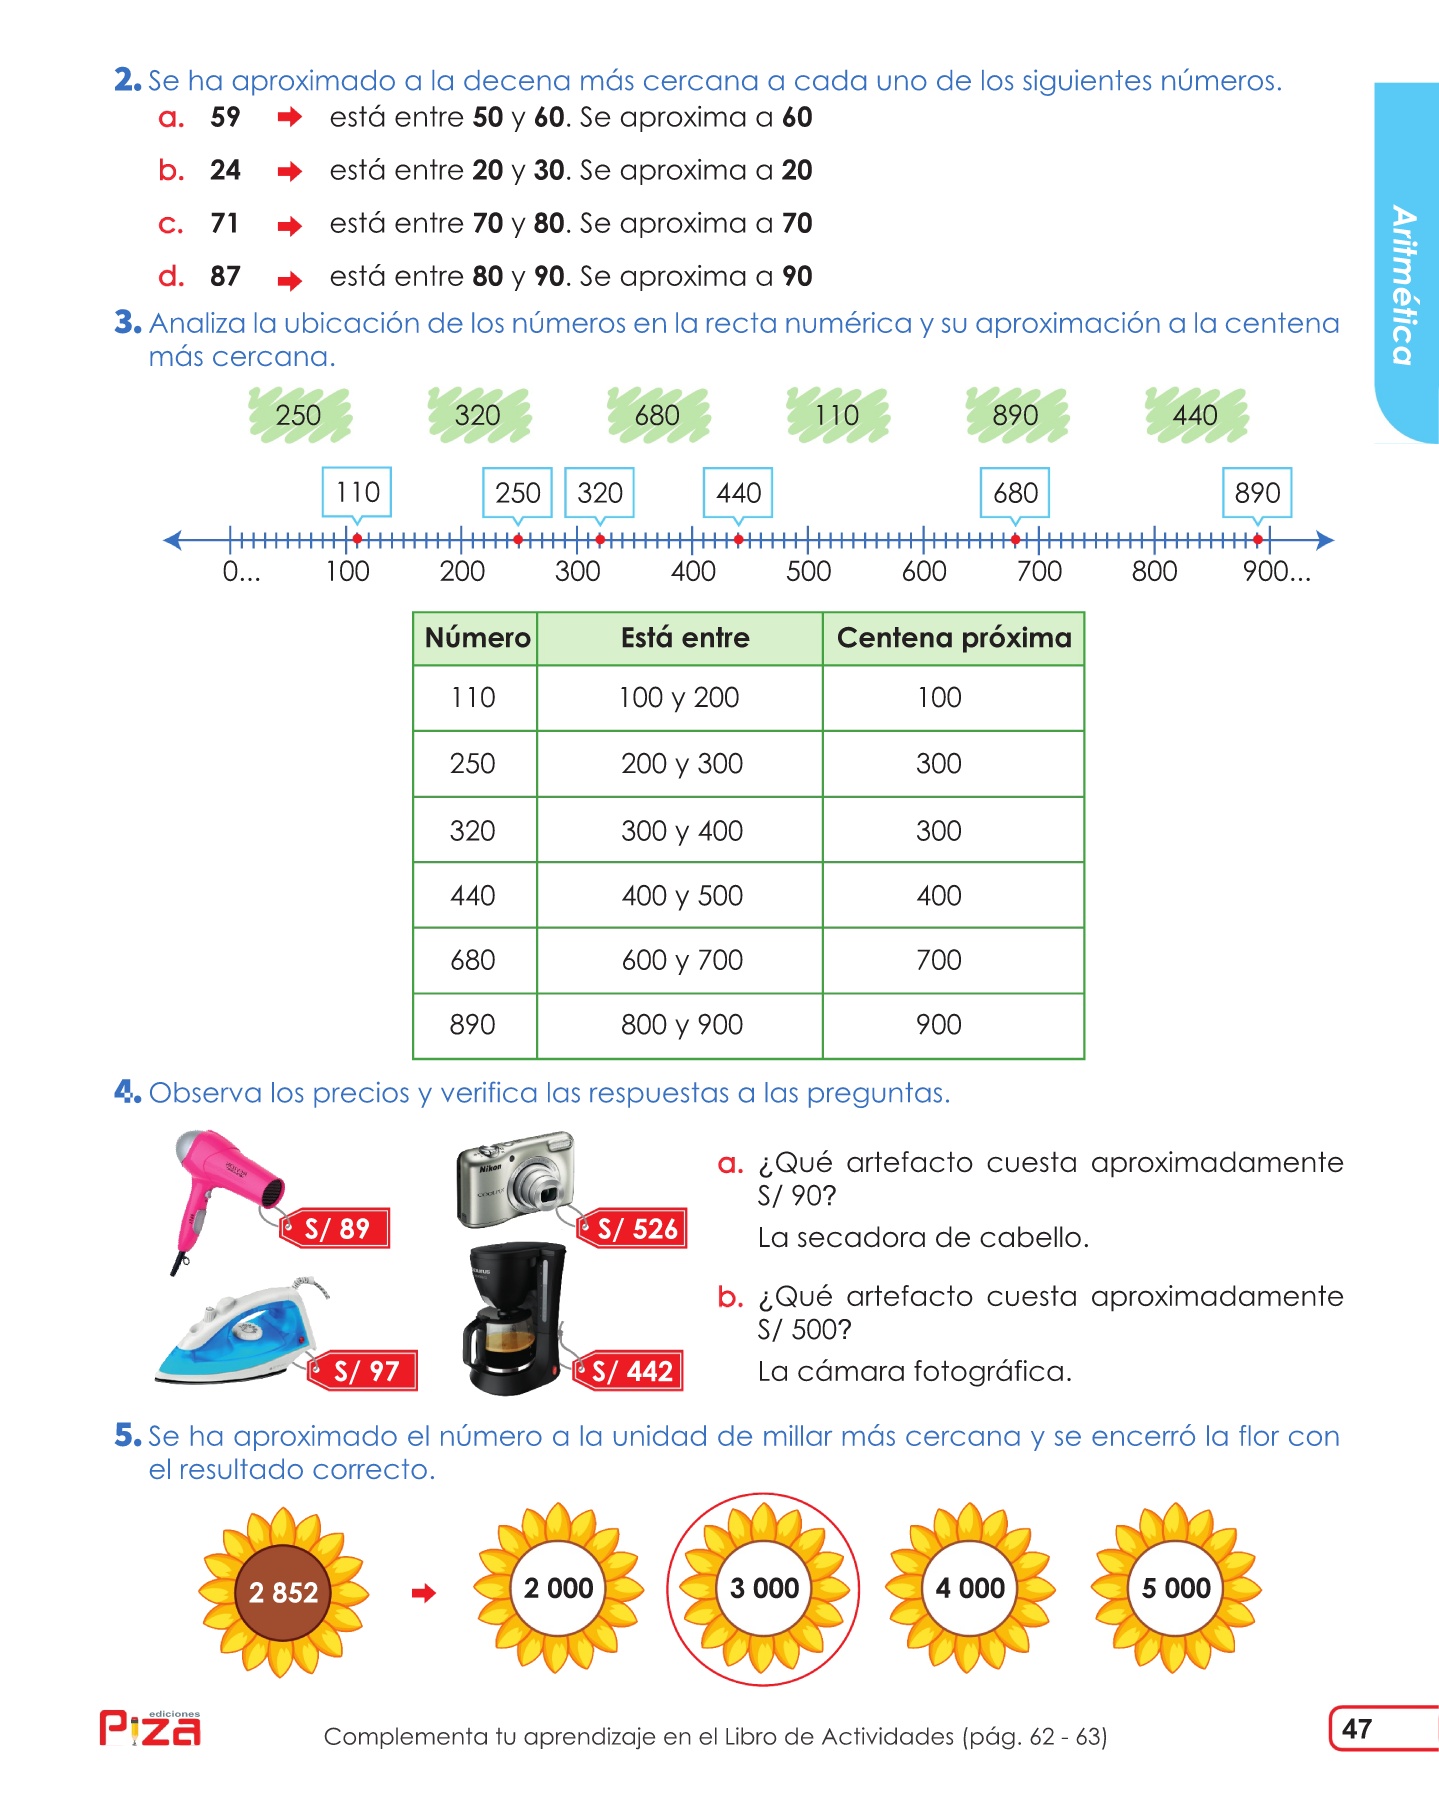 2. Se ha aproximado a la decena más cercana a cada uno de los siguientes números.
a. 59 está entre 50 y 60. Se aproxima a 60
b. 24 está entre 20 y 30. Se aproxima a 20
c. 71 está entre 70 y 80. Se aproxima a 70
d. 87 está entre 80 y 90. Se aproxima a 90
Aritmética
3. Analiza la ubicación de los números en la recta numérica y su aproximación a la centena
más cercana.
250 320 680 110 890 440
110 250 320 440 680 890
0... 100 200 300 400 500 600 700 800 900...
Número Está entre Centena próxima
110 100 y 200 100
250 200 y 300 300
320 300 y 400 300
440 400 y 500 400
680 600 y 700 700
890 800 y 900 900
4. Observa los precios y verifica las respuestas a las preguntas.
Nikon
COOLPIX
S/ 89
S/ 526
S/ 97
S/ 442
a. ¿Qué artefacto cuesta aproximadamente
S/ 90?
La secadora de cabello.
b. ¿Qué artefacto cuesta aproximadamente
S/ 500?
La cámara fotográfica.
5. Se ha aproximado el número a la unidad de millar más cercana y se encerró la flor con
el resultado correcto.
2 852 2 000 3 000 4 000 5 000
ediciones
Piza
Complementa tu aprendizaje en el Libro de Actividades (pág. 62 - 63)
47